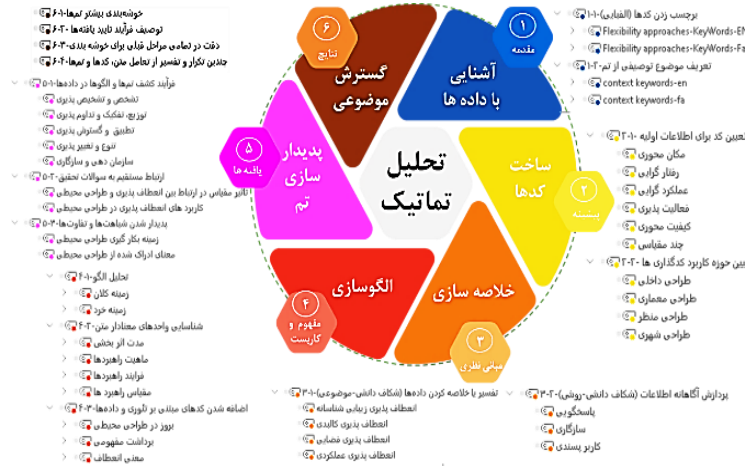 تحلیل
تماتیک
۱
مقدمه
آشنایی
با داده ها
۱-۱-برچسب زدن کدها (الفبایی)
Flexibility approaches-KeyWords-EN
Flexibility approaches-KeyWords-Fa
۱-۲-تعریف موضوع توصیفی از تم
context keywords-en
context keywords-fa
۲
پیشینه
ساخت
کدها
۲-۱-تعیین کد برای اطلاعات اولیه
مکان محوری
رفتار گرایی
عملکرد گرایی
فعالیت پذیری
کیفیت محوری
چند مقیاسی
۲-۲-یین حوزه کاربرد کدگذاری ها
طراحی داخلی
طراحی معماری
طراحی منظر
طراحی شهری
۳
مبانی نظری
خلاصه سازی
۳-۱-تفسیر یا خلاصه کردن داده‌ها (شکاف دانشی-موضوعی)
انعطاف پذیری زیبایی شناسانه
انعطاف پذیری کالبدی
انعطاف پذیری فضایی
انعطاف پذیری عملکردی
۳-۲-پردازش آگاهانه اطلاعات (شکاف دانشی-روشی)
پاسخگویی
سازگاری
کاربر پسندی
۴
مفهوم و
کاربست
الگوسازی
۴-۱-تحلیل الگو
زمینه کلان
زمینه خرد
۴-۲-شناسایی واحدهای معنادار متن
مدت اثر بخشی
ماهیت راهبردها
فرایند راهبردها
مقیاس راهبرد ها
۴-۳-اضافه شدن کدهای مبتنی بر تئوری و داده‌ها
بروز در طراحی محیطی
برداشت مفهومی
معنی انعطاف
۵
یافته ها
پدیدار
سازی
تم
۵-۱-فرآیند کشف تم‌ها و الگوها در داده‌ها
تشخص و تشخیص پذیری
توزیع، تفکیک و تداوم پذیری
تطبیق و گسترش پذیری
تنوع و تغییر پذیری
سازمان دهی و سازگاری
۵-۲-ارتباط مستقیم به سوالات تحقیق
تاثیر مقیاس در ارتباط بین انعطاف پذیری و طراحی محیطی
کاربرد های انعطاف پذیری در طراحی محیطی
۵-۳-پدیدار شدن شباهت‌ها و تفاوت‌ها
زمینه بکار گیری طراحی محیطی
معنای ادراک شده از طراحی محیطی
۶
نتایج
گسترش
موضوعی
۶-۱-خوشه‌بندی بیشتر تم‌ها
۶-۲-توصیف فرآیند تایید یافته‌ها
۶-۳-دقت در تمامی مراحل قبلی برای خوشه بندی
۶-۴-چندین تکرار و تفسیر از تعامل متن، کدها و تم‌ها